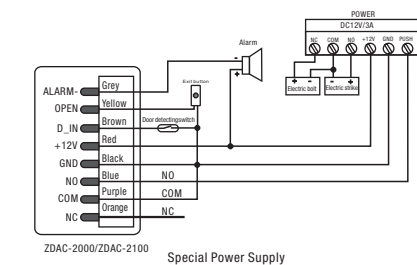 POWER
DC12V/3A
NC COM NO +12V GND PUSH
Alarm
- +
Electric bolt
Electric strike
+ - - +
Exit button
Door detecting switch
ALARM- Grey
OPEN Yellow
D_IN Brown
+12V Red
GND Black
NO Blue NO
COM Purple COM
NC Orange NC
ZDAC-2000/ZDAC-2100
Special Power Supply